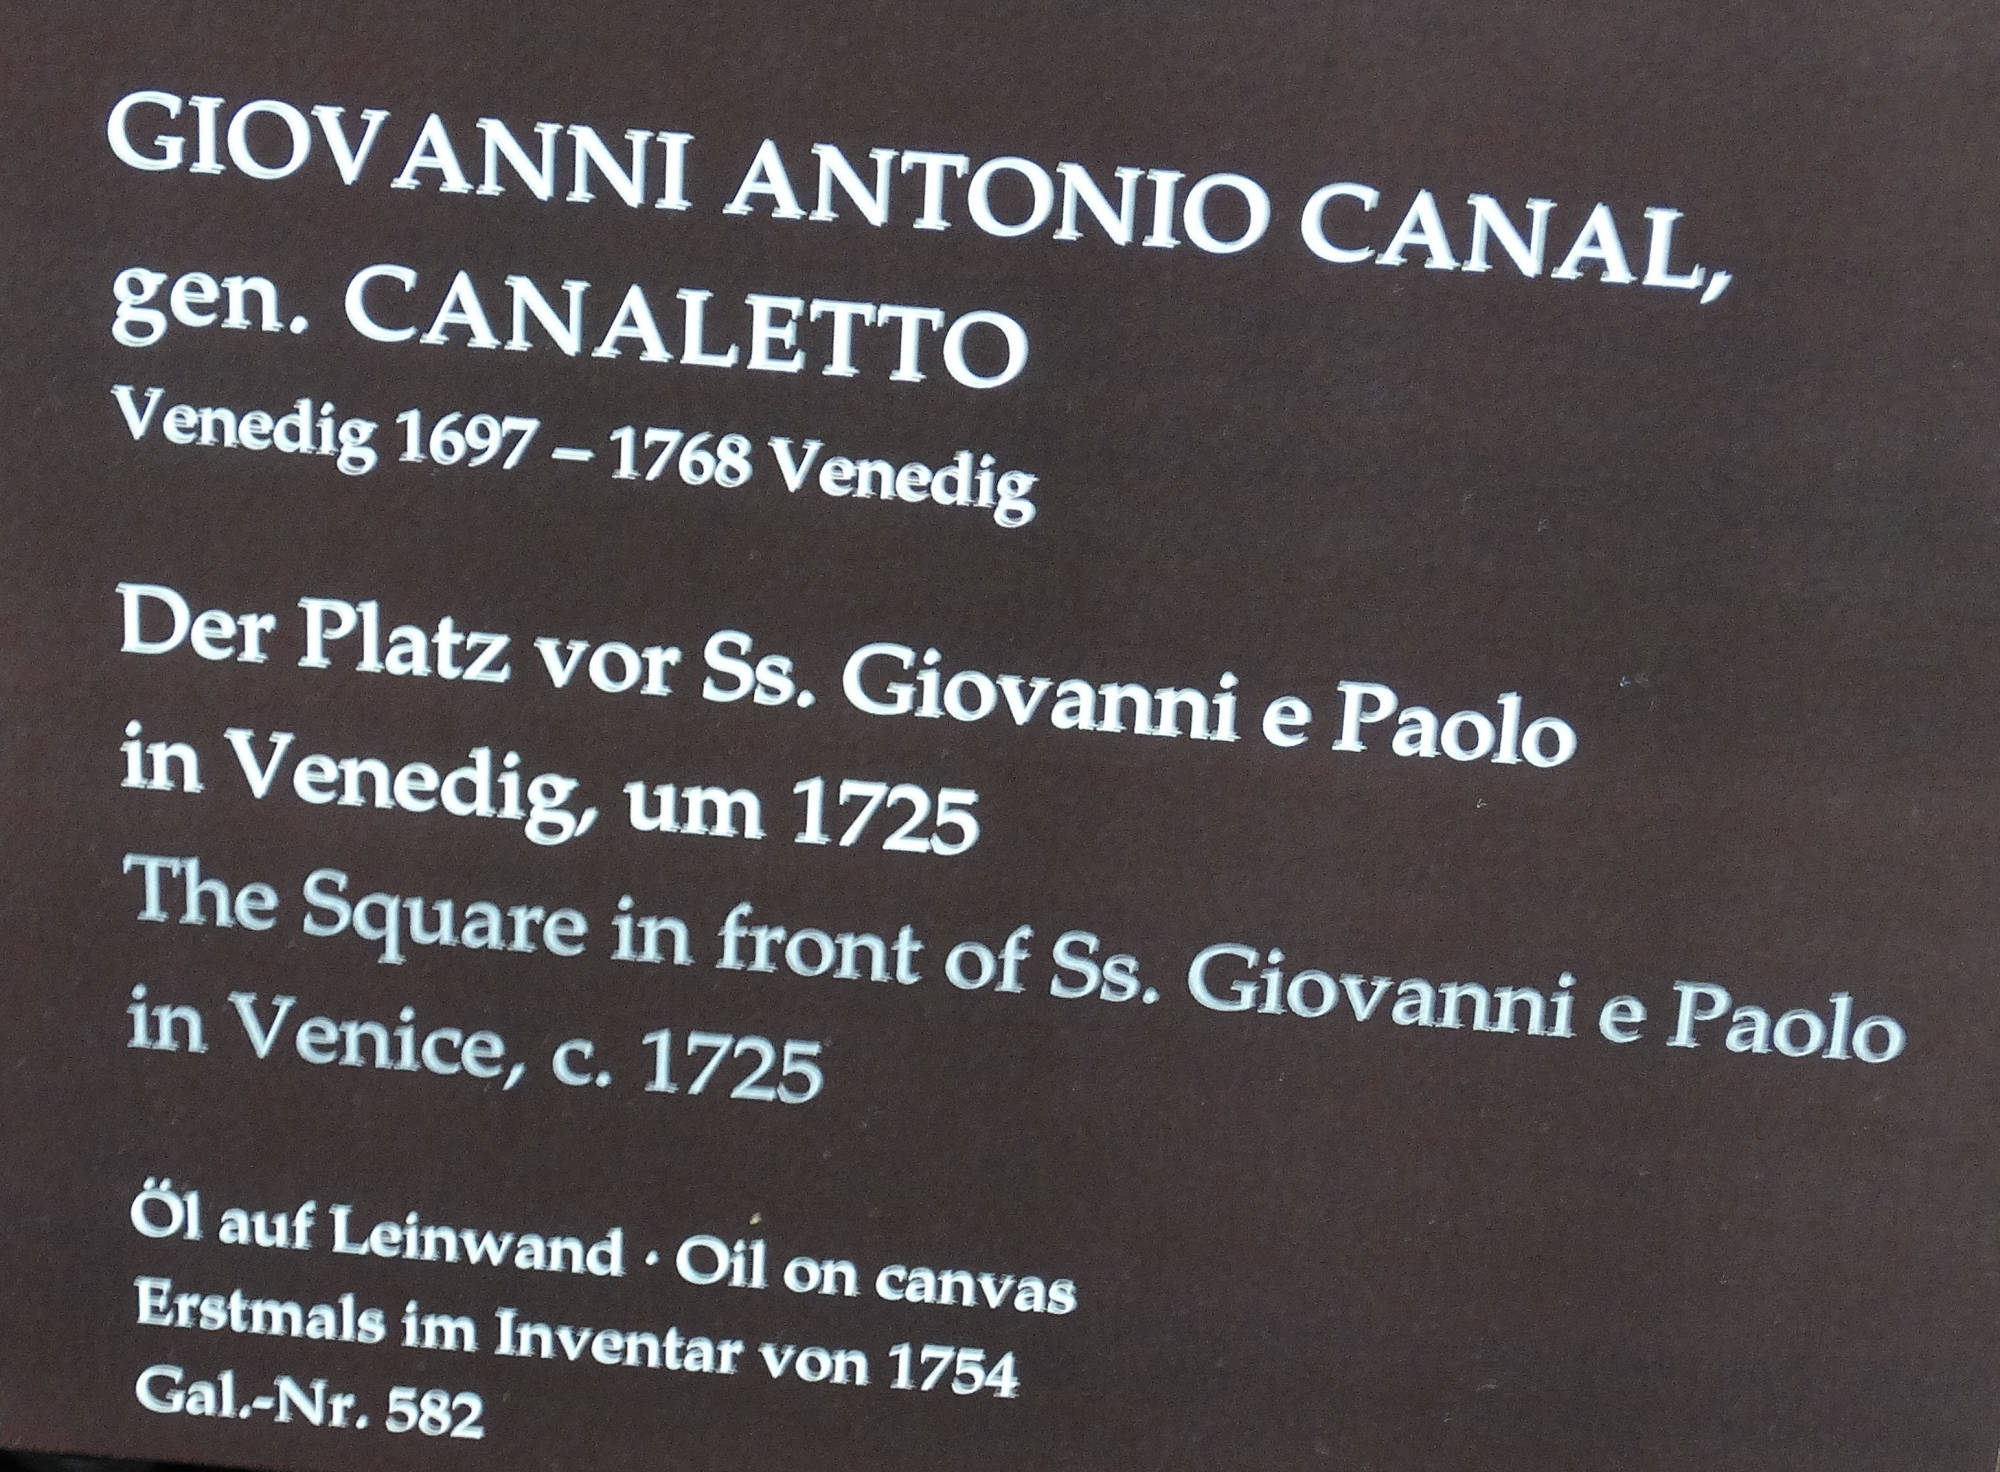 GIOVANNI ANTONIO CANAL,
gen. CANALETTO
Venedig 1697 – 1768 Venedig
Der Platz vor Ss. Giovanni e Paolo
in Venedig, um 1725
The Square in front of Ss. Giovanni e Paolo
in Venice, c. 1725
Öl auf Leinwand · Oil on canvas
Erstmals im Inventar von 1754
Gal.-Nr. 582